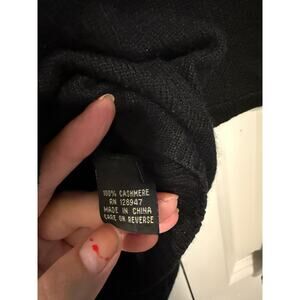 100% CASHMERE
RN 126947
MADE IN CHINA
CARE ON REVERSE